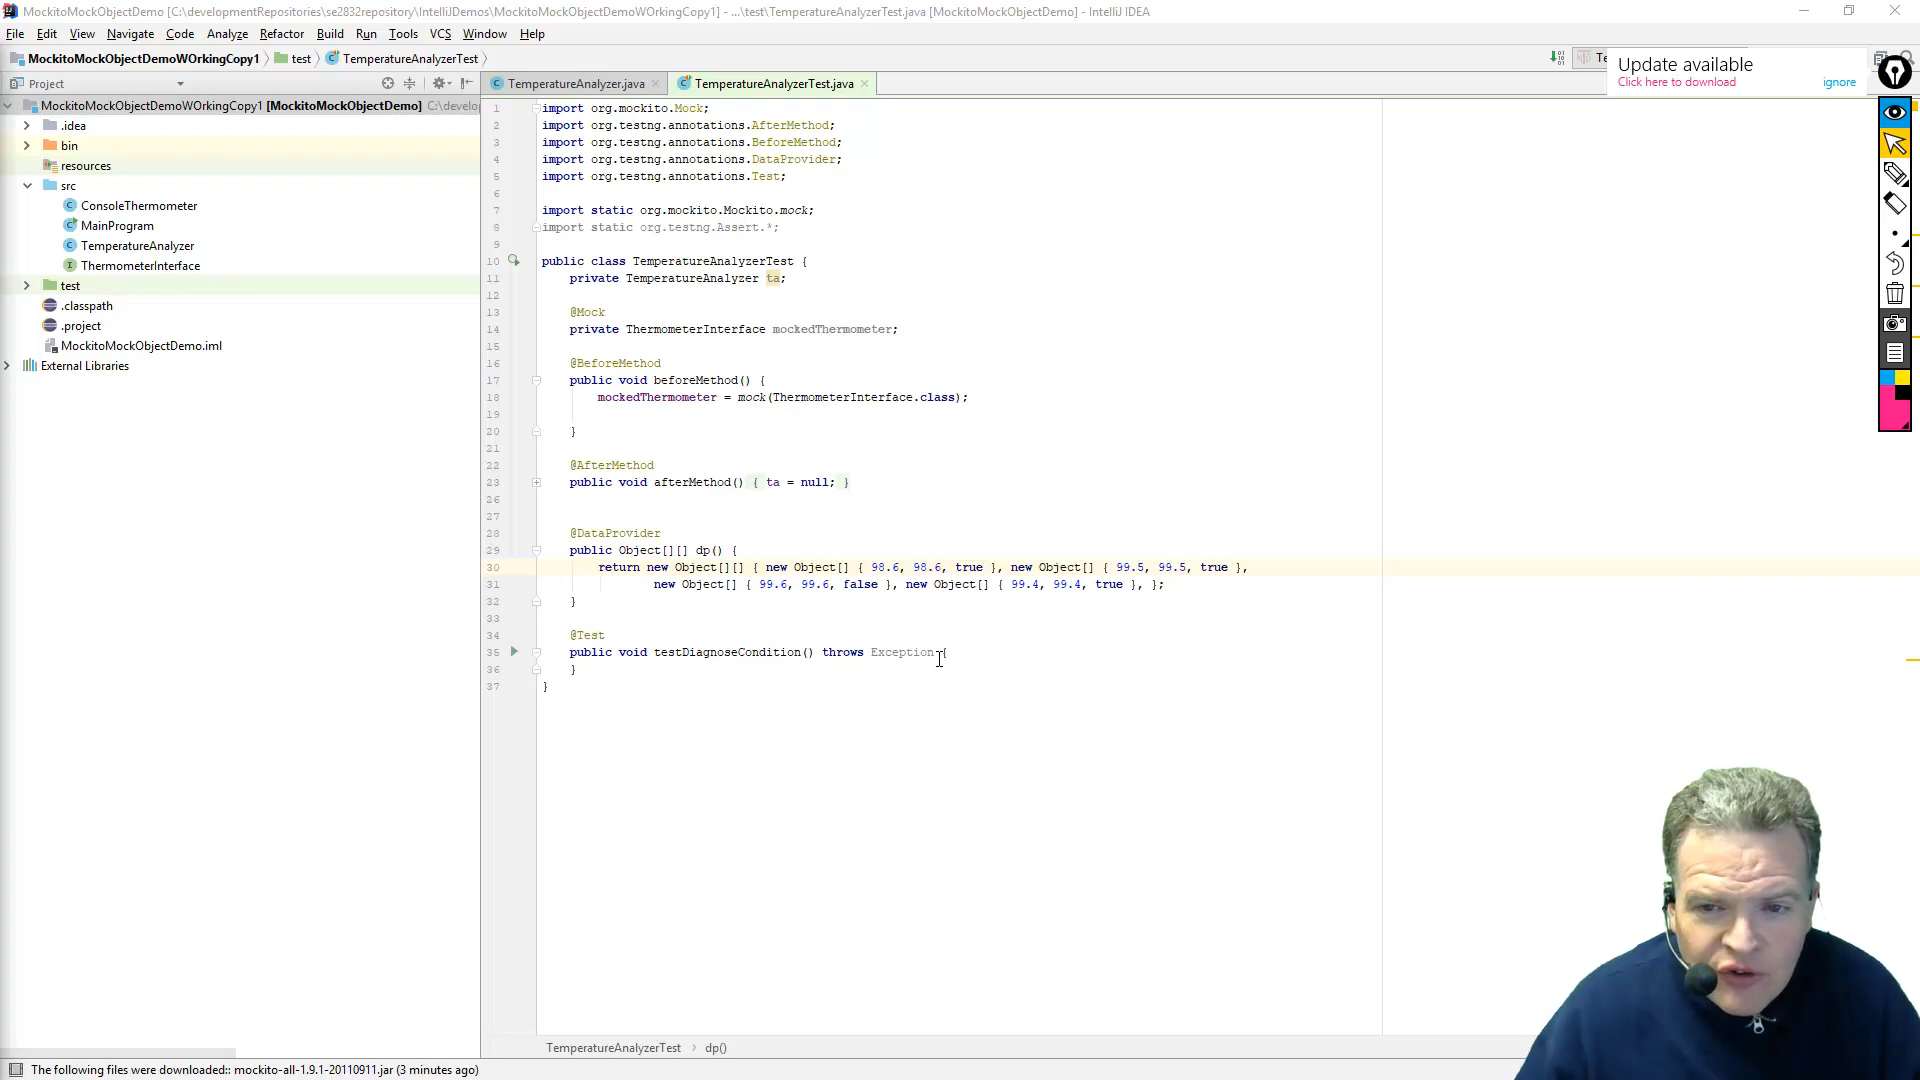 MockitoMockObjectDemo [C:\developmentRepositories\se2832repository\IntelliJDemos\MockitoMockObjectDemoWOrkingCopy1] - ...\test\TemperatureAnalyzerTest.java [MockitoMockObjectDemo] - IntelliJ IDEA
File Edit View Navigate Code Analyze Refactor Build Run Tools VCS Window Help
MockitoMockObjectDemoWOrkingCopy1 test TemperatureAnalyzerTest
Update available
Click here to download ignore
Project
TemperatureAnalyzer.java TemperatureAnalyzerTest.java
MockitoMockObjectDemoWOrkingCopy1 [MockitoMockObjectDemo] C:\develo
.idea
bin
resources
src
ConsoleThermometer
MainProgram
TemperatureAnalyzer
ThermometerInterface
test
.classpath
.project
MockitoMockObjectDemo.iml
External Libraries
1 import org.mockito.Mock;
2 import org.testng.annotations.AfterMethod;
3 import org.testng.annotations.BeforeMethod;
4 import org.testng.annotations.DataProvider;
5 import org.testng.annotations.Test;
6
7 import static org.mockito.Mockito.mock;
8 import static org.testng.Assert.*;
9
10 public class TemperatureAnalyzerTest {
11 private TemperatureAnalyzer ta;
12
13 @Mock
14 private ThermometerInterface mockedThermometer;
15
16 @BeforeMethod
17 public void beforeMethod() {
18 mockedThermometer = mock(ThermometerInterface.class);
19
20 }
21
22 @AfterMethod
23 public void afterMethod() { ta = null; }
26
27
28 @DataProvider
29 public Object[][] dp() {
30 return new Object[][] { new Object[] { 98.6, 98.6, true }, new Object[] { 99.5, 99.5, true },
31 new Object[] { 99.6, 99.6, false }, new Object[] { 99.4, 99.4, true }, };
32 }
33
34 @Test
35 public void testDiagnoseCondition() throws Exception {
36 }
37 }
TemperatureAnalyzerTest dp()
The following files were downloaded:: mockito-all-1.9.1-20110911.jar (3 minutes ago)